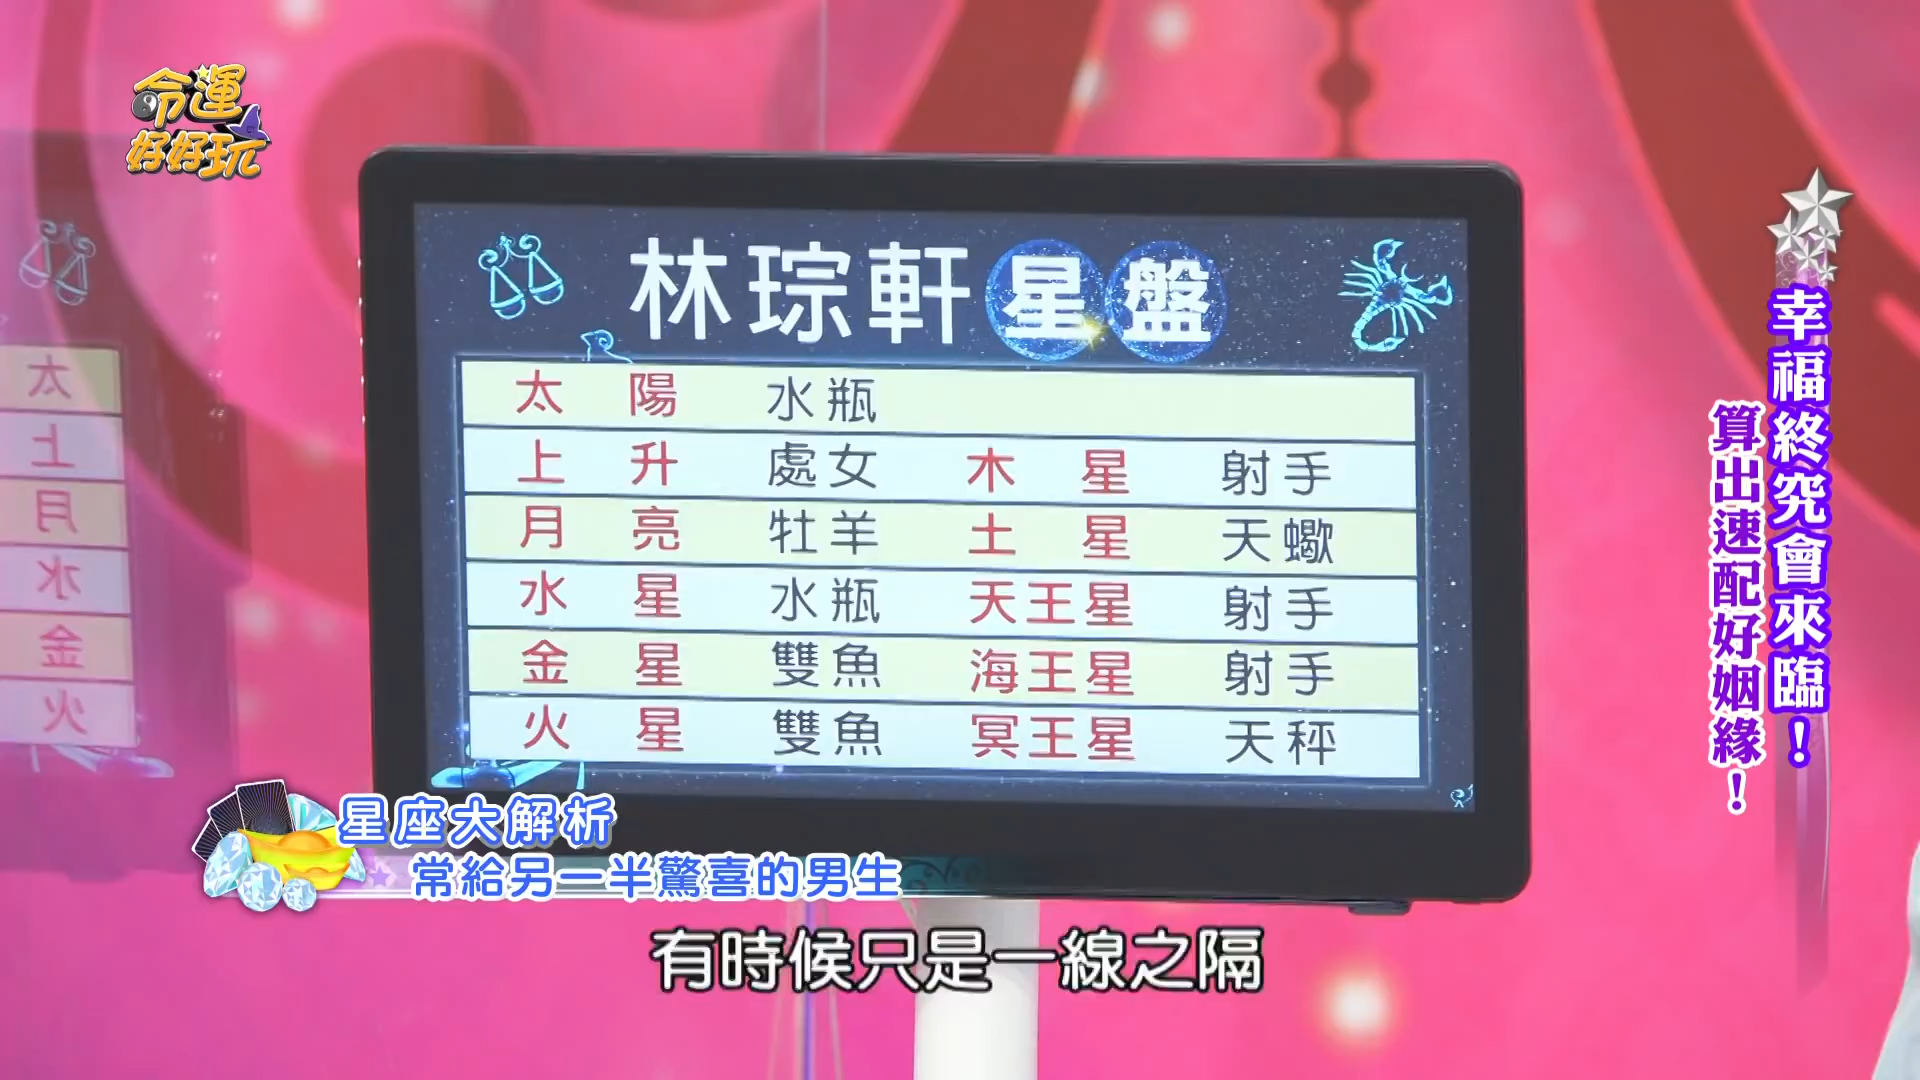 命運
好好玩
林琮軒星盤
太陽 水瓶
上升 處女 木星 射手
月亮 牡羊 土星 天蠍
水星 水瓶 天王星 射手
金星 雙魚 海王星 射手
火星 雙魚 冥王星 天秤
太
上
月
水
金
火
幸福終究會來臨！
算出速配好姻緣！
星座大解析
常給另一半驚喜的男生
有時候只是一線之隔